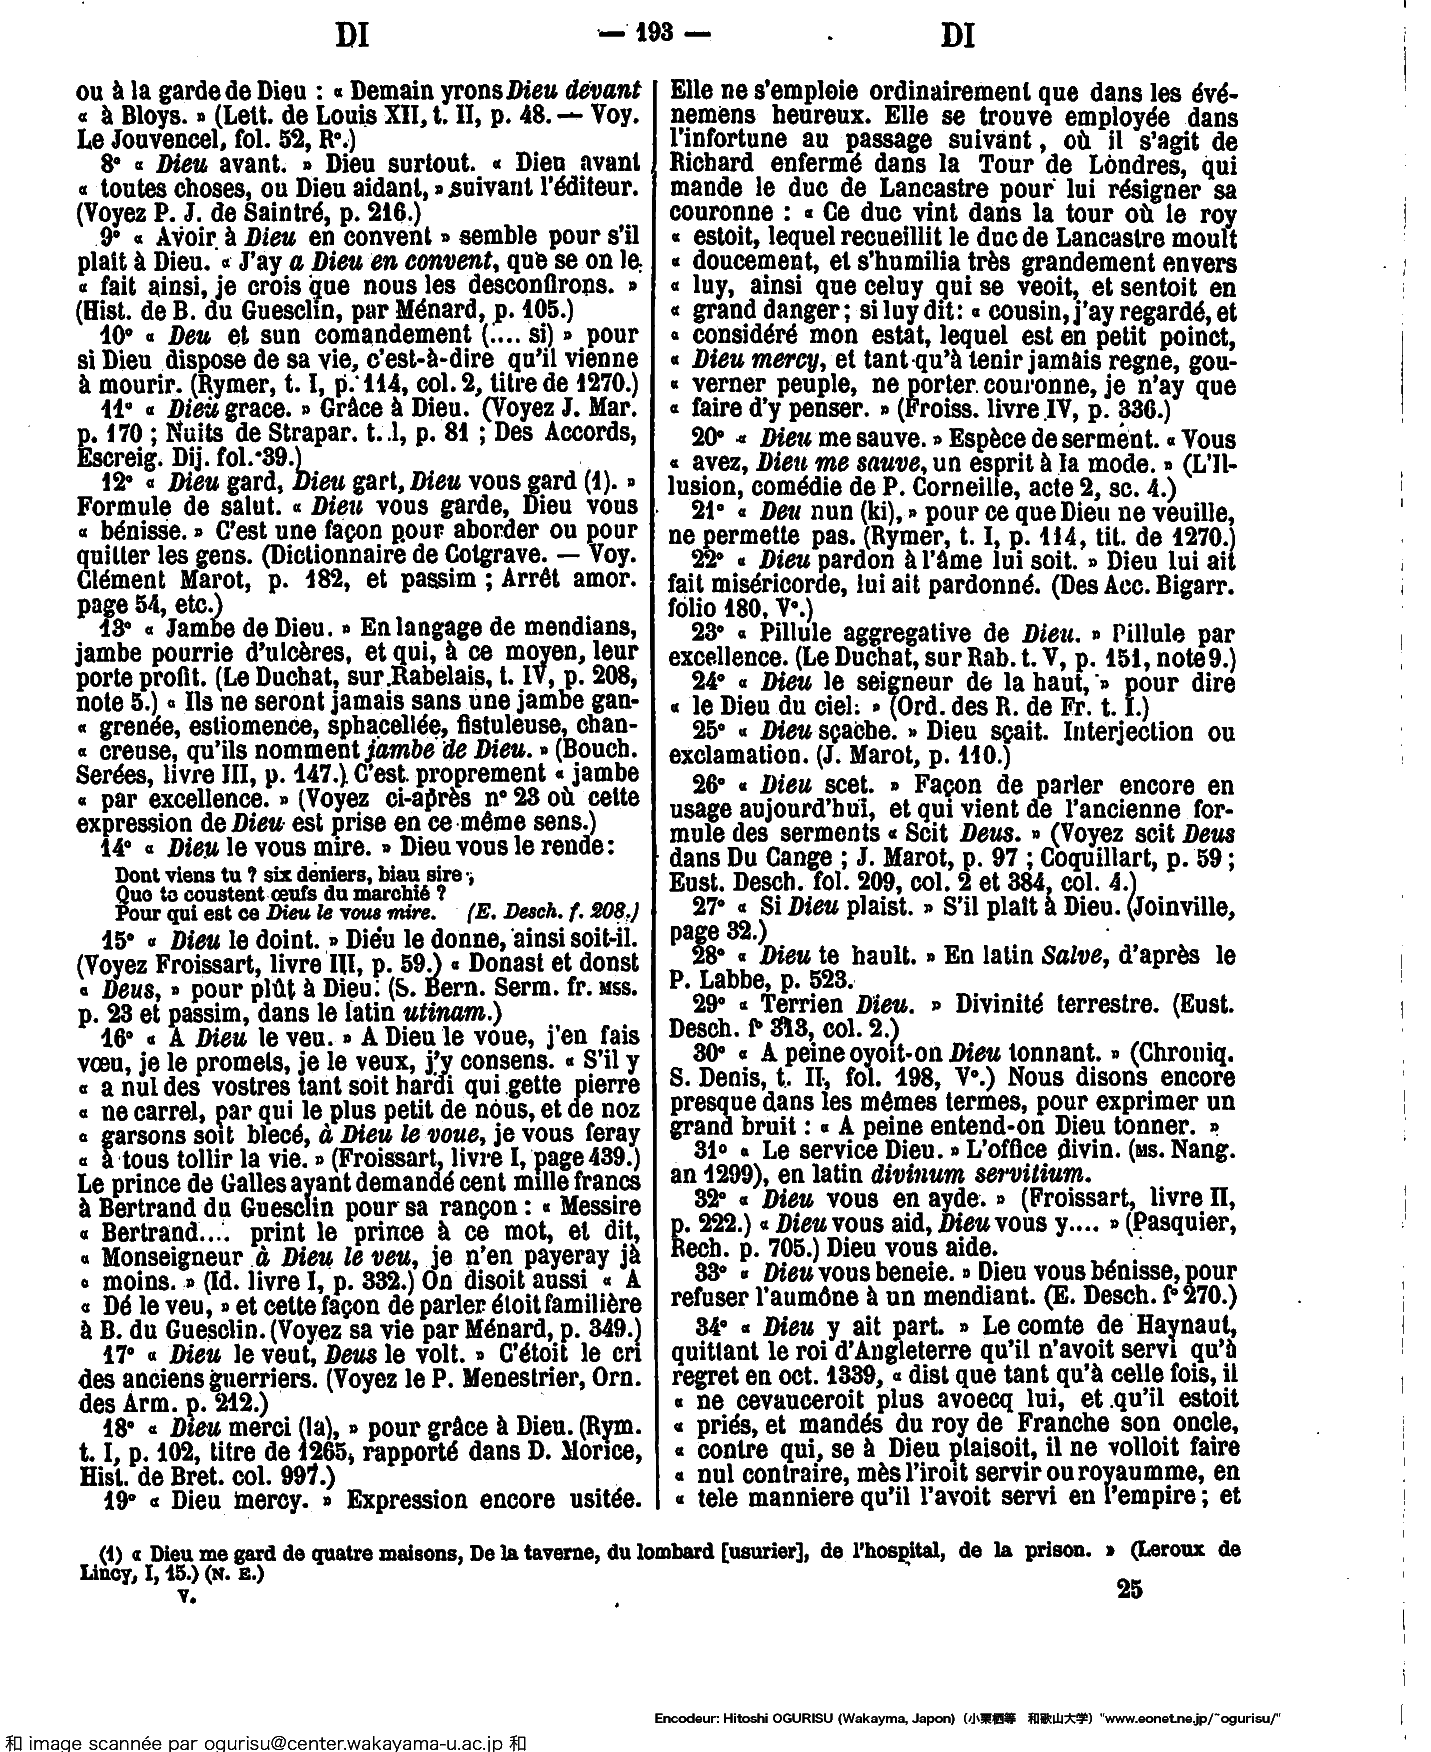 DI — 193 — DI
ou à la garde de Dieu : « Demain yrons Dieu devant
« à Bloys. » (Lett. de Louis XII, t. II, p. 48. — Voy.
Le Jouvencel, fol. 52, R°.)
8° « Dieu avant. » Dieu surtout. « Dieu avant
« toutes choses, ou Dieu aidant, » suivant l'éditeur.
(Voyez P. J. de Saintré, p. 216.)
9° « Avoir à Dieu en convent » semble pour s'il
plait à Dieu. « J'ay a Dieu en convent, que se on le
« fait ainsi, je crois que nous les desconfirons. »
(Hist. de B. du Guesclin, par Ménard, p. 105.)
10° « Deu et sun comandement (.... si) » pour
si Dieu dispose de sa vie, c'est-à-dire qu'il vienne
à mourir. (Rymer, t. I, p. 114, col. 2, titre de 1270.)
11° « Dieu grace. » Grâce à Dieu. (Voyez J. Mar.
p. 170 ; Nuits de Strapar. t. I, p. 81 ; Des Accords,
Escreig. Dij. fol. 39.)
12° « Dieu gard, Dieu gart, Dieu vous gard (1). »
Formule de salut. « Dieu vous garde, Dieu vous
« bénisse. » C'est une façon pour aborder ou pour
quitter les gens. (Dictionnaire de Cotgrave. — Voy.
Clément Marot, p. 182, et passim ; Arrêt amor.
page 54, etc.)
13° « Jambe de Dieu. » En langage de mendians,
jambe pourrie d'ulcères, et qui, à ce moyen, leur
porte profit. (Le Duchat, sur Rabelais, t. IV, p. 208,
note 5.) « Ils ne seront jamais sans une jambe gan-
« grenée, estiomence, sphacellée, fistuleuse, chan-
« creuse, qu'ils nomment jambe de Dieu. » (Bouch.
Serées, livre III, p. 147.) C'est proprement « jambe
« par excellence. » (Voyez ci-après n° 23 où cette
expression de Dieu est prise en ce même sens.)
14° « Dieu le vous mire. » Dieu vous le rende :
Dont viens tu ? six deniers, biau sire ;
Que te coustent œufs du marchié ?
Pour qui est ce Dieu le vous mire. (E. Desch. f. 208.)
15° « Dieu le doint. » Dieu le donne, ainsi soit-il.
(Voyez Froissart, livre III, p. 59.) « Donast et donst
« Deus, » pour plût à Dieu. (S. Bern. Serm. fr. MSS.
p. 23 et passim, dans le latin utinam.)
16° « A Dieu le veu. » A Dieu le voue, j'en fais
vœu, je le promets, je le veux, j'y consens. « S'il y
« a nul des vostres tant soit hardi qui gette pierre
« ne carrel, par qui le plus petit de nous, et de noz
« garsons soit blecé, à Dieu le voue, je vous feray
« à tous tollir la vie. » (Froissart, livre I, page 439.)
Le prince de Galles ayant demandé cent mille francs
à Bertrand du Guesclin pour sa rançon : « Messire
« Bertrand.... print le prince à ce mot, et dit,
« Monseigneur à Dieu le veu, je n'en payeray jà
« moins. » (Id. livre I, p. 332.) On disoit aussi « A
« Dé le veu, » et cette façon de parler étoit familière
à B. du Guesclin. (Voyez sa vie par Ménard, p. 349.)
17° « Dieu le veut, Deus le volt. » C'étoit le cri
des anciens guerriers. (Voyez le P. Menestrier, Orn.
des Arm. p. 212.)
18° « Dieu merci (la), » pour grâce à Dieu. (Rym.
t. I, p. 102, titre de 1265, rapporté dans D. Morice,
Hist. de Bret. col. 997.)
19° « Dieu mercy. » Expression encore usitée.
Elle ne s'emploie ordinairement que dans les évé-
nemens heureux. Elle se trouve employée dans
l'infortune au passage suivant, où il s'agit de
Richard enfermé dans la Tour de Londres, qui
mande le duc de Lancastre pour lui résigner sa
couronne : « Ce duc vint dans la tour où le roy
« estoit, lequel recueillit le duc de Lancastre moult
« doucement, et s'humilia très grandement envers
« luy, ainsi que celuy qui se veoit, et sentoit en
« grand danger ; si luy dit : « cousin, j'ay regardé, et
« considéré mon estat, lequel est en petit poinct,
« Dieu mercy, et tant qu'à tenir jamais regne, gou-
« verner peuple, ne porter couronne, je n'ay que
« faire d'y penser. » (Froiss. livre IV, p. 336.)
20° « Dieu me sauve. » Espèce de serment. « Vous
« avez, Dieu me sauve, un esprit à la mode. » (L'Il-
lusion, comédie de P. Corneille, acte 2, sc. 4.)
21° « Deu nun (ki), » pour ce que Dieu ne veuille,
ne permette pas. (Rymer, t. I, p. 114, tit. de 1270.)
22° « Dieu pardon à l'âme lui soit. » Dieu lui ait
fait miséricorde, lui ait pardonné. (Des Acc. Bigarr.
folio 180, V°.)
23° « Pillule aggregative de Dieu. » Pillule par
excellence. (Le Duchat, sur Rab. t. V, p. 151, note 9.)
24° « Dieu le seigneur de la haut, » pour dire
« le Dieu du ciel. » (Ord. des R. de Fr. t. I.)
25° « Dieu sçache. » Dieu sçait. Interjection ou
exclamation. (J. Marot, p. 110.)
26° « Dieu scet. » Façon de parler encore en
usage aujourd'hui, et qui vient de l'ancienne for-
mule des serments « Scit Deus. » (Voyez scit Deus
dans Du Cange ; J. Marot, p. 97 ; Coquillart, p. 59 ;
Eust. Desch. fol. 209, col. 2 et 384, col. 4.)
27° « Si Dieu plaist. » S'il plaît à Dieu. (Joinville,
page 32.)
28° « Dieu te hault. » En latin Salve, d'après le
P. Labbe, p. 523.
29° « Terrien Dieu. » Divinité terrestre. (Eust.
Desch. f° 313, col. 2.)
30° « A peine oyoit-on Dieu tonnant. » (Chroniq.
S. Denis, t. II, fol. 198, V°.) Nous disons encore
presque dans les mêmes termes, pour exprimer un
grand bruit : « A peine entend-on Dieu tonner. »
31° « Le service Dieu. » L'office divin. (MS. Nang.
an 1299), en latin divinum servitium.
32° « Dieu vous en ayde. » (Froissart, livre II,
p. 222.) « Dieu vous aid, Dieu vous y.... » (Pasquier,
Rech. p. 705.) Dieu vous aide.
33° « Dieu vous beneie. » Dieu vous bénisse, pour
refuser l'aumône à un mendiant. (E. Desch. f° 270.)
34° « Dieu y ait part. » Le comte de Haynaut,
quittant le roi d'Angleterre qu'il n'avoit servi qu'à
regret en oct. 1339, « dist que tant qu'à celle fois, il
« ne cevauceroit plus avoecq lui, et qu'il estoit
« priés, et mandés du roy de Franche son oncle,
« contre qui, se à Dieu plaisoit, il ne volloit faire
« nul contraire, mès l'iroit servir ou royaumme, en
« tele manniere qu'il l'avoit servi en l'empire ; et
(1) « Dieu me gard de quatre maisons, De la taverne, du lombard [usurier], de l'hospital, de la prison. » (Leroux de
Lincy, I, 15.) (N. E.)
V. 25
Encodeur: Hitoshi OGURISU (Wakayma, Japon)（小栗栖等 和歌山大学）"www.eonet.ne.jp/~ogurisu/"
和 image scannée par ogurisu@center.wakayama-u.ac.jp 和